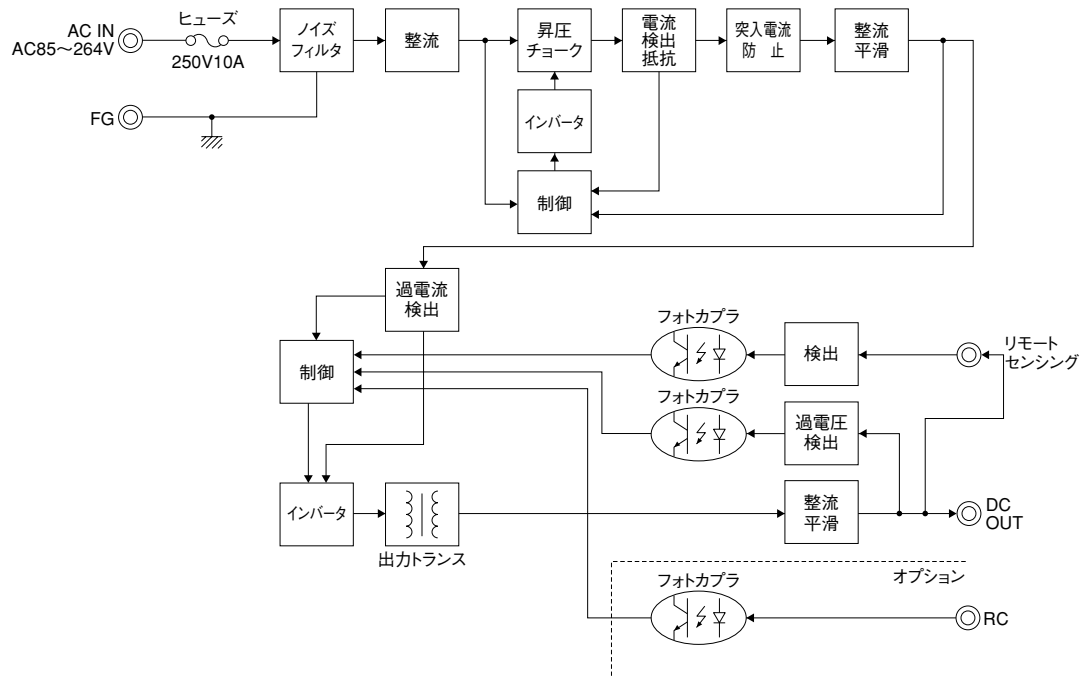 AC IN
AC85～264V
ヒューズ
250V10A
ノイズ
フィルタ
整流
昇圧
チョーク
電流
検出
抵抗
突入電流
防　止
整流
平滑
FG
インバータ
制御
過電流
検出
制御
フォトカプラ
検出
リモート
センシング
フォトカプラ
過電圧
検出
インバータ
出力トランス
整流
平滑
DC
OUT
オプション
フォトカプラ
RC